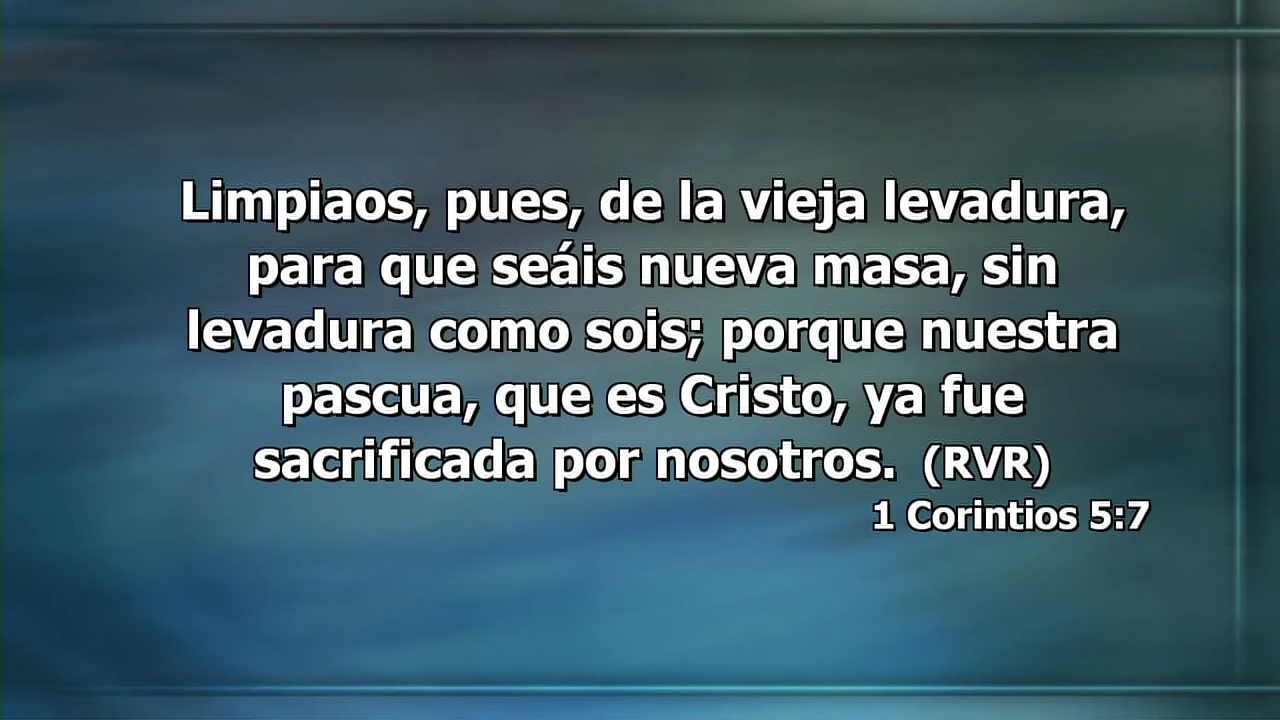 Limpiaos, pues, de la vieja levadura,
para que seáis nueva masa, sin
levadura como sois; porque nuestra
pascua, que es Cristo, ya fue
sacrificada por nosotros. (RVR)
1 Corintios 5:7